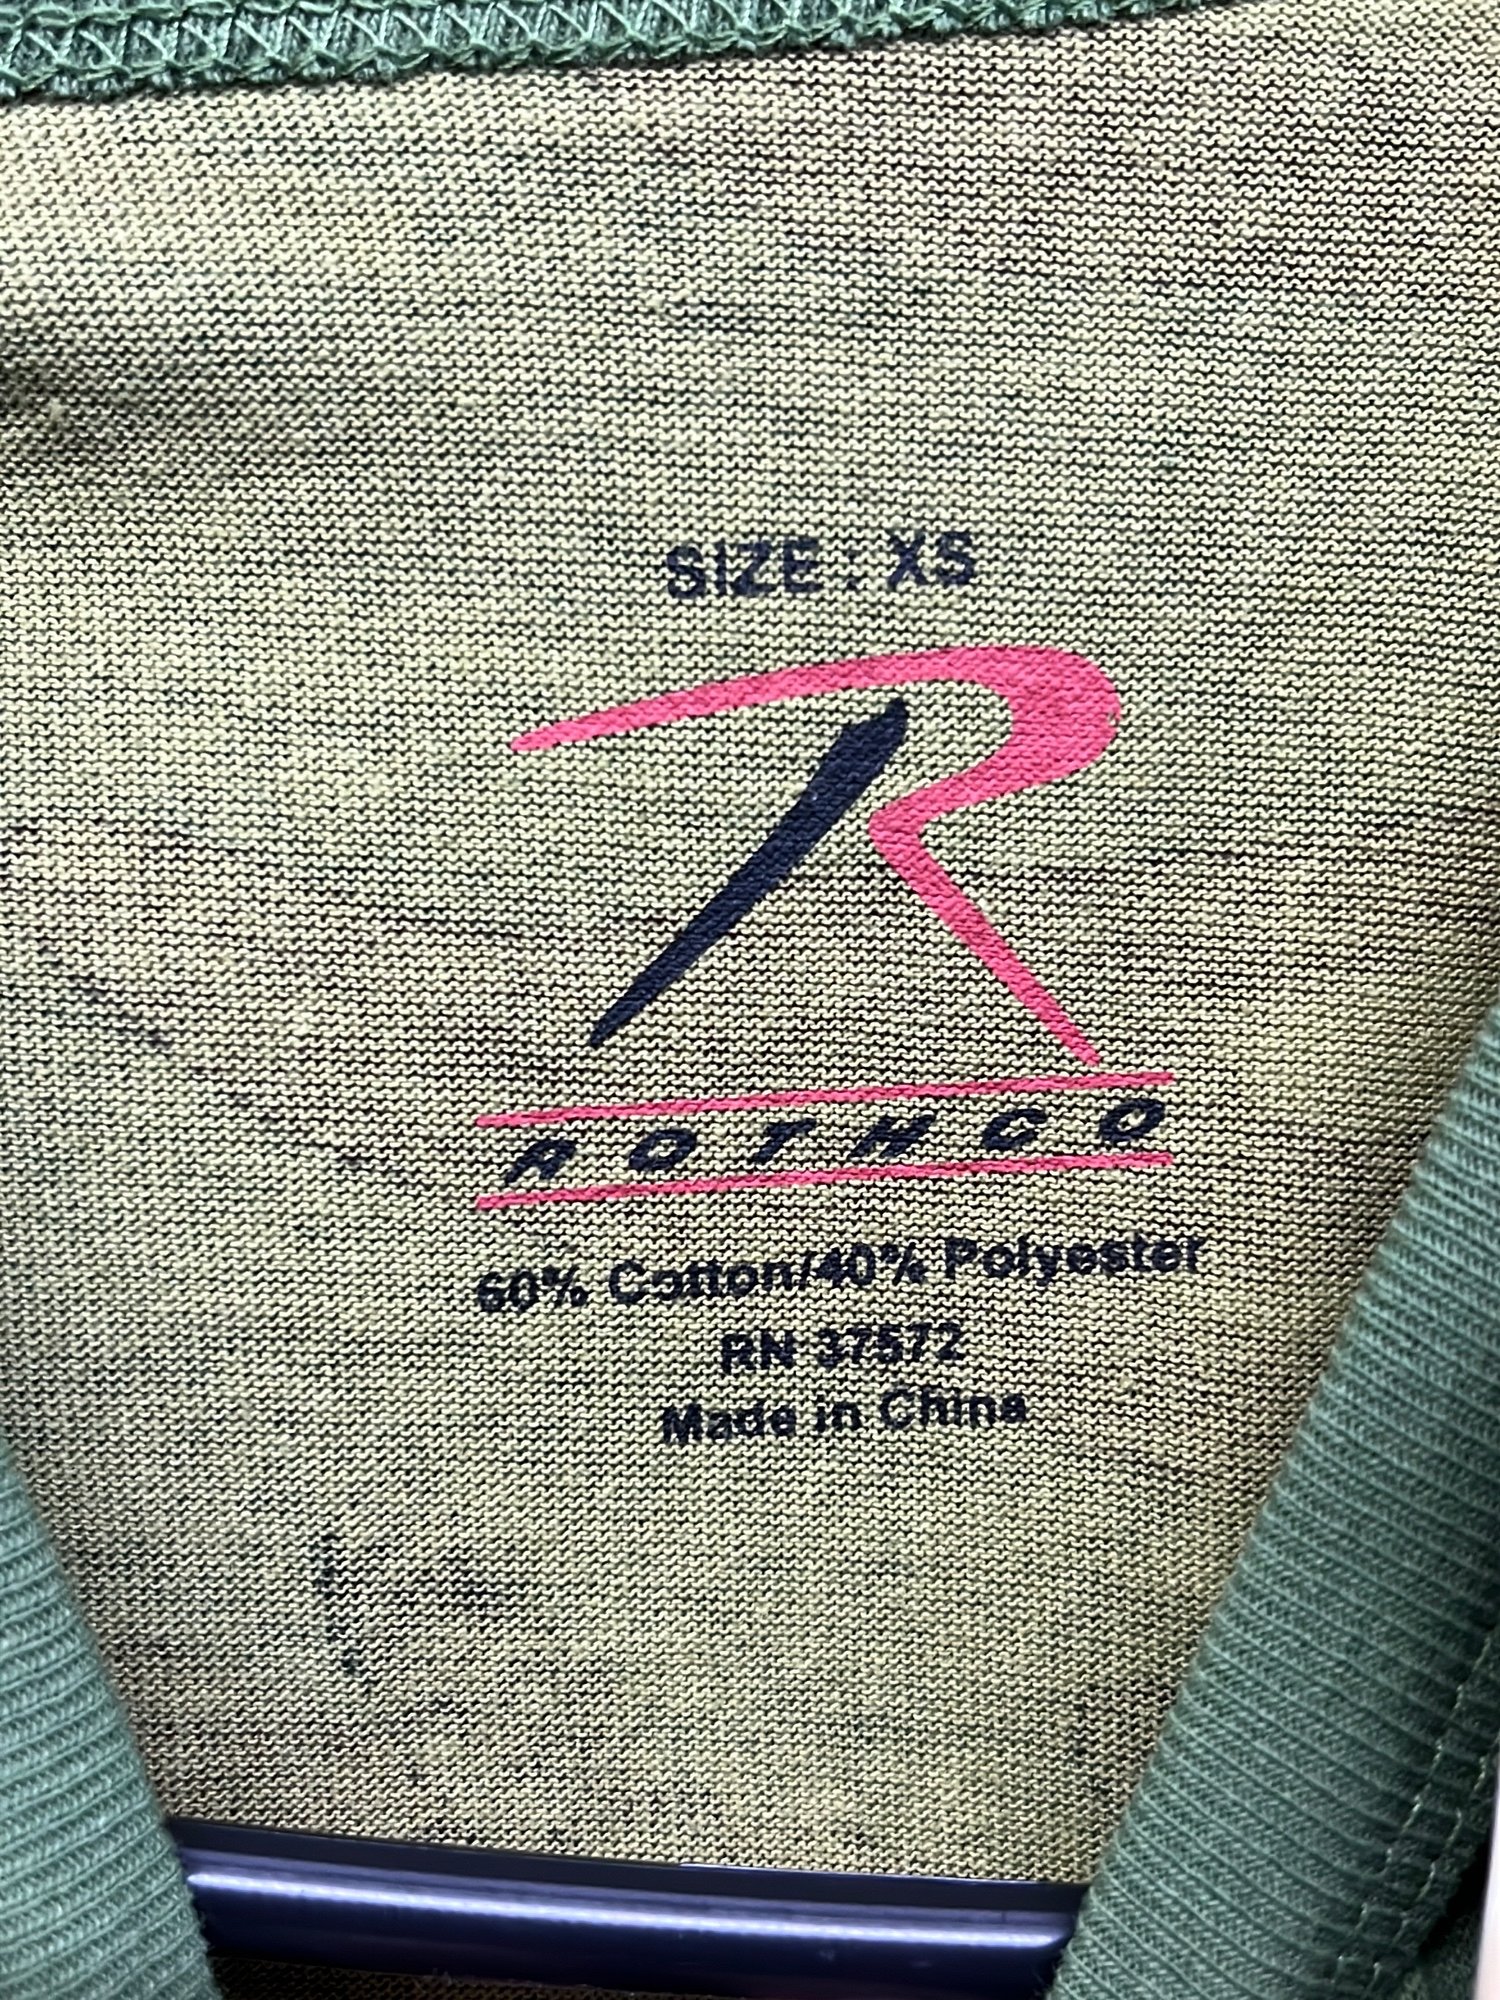 SIZE : XS
R
ROTHCO
60% Cotton/40% Polyester
RN 37572
Made in China